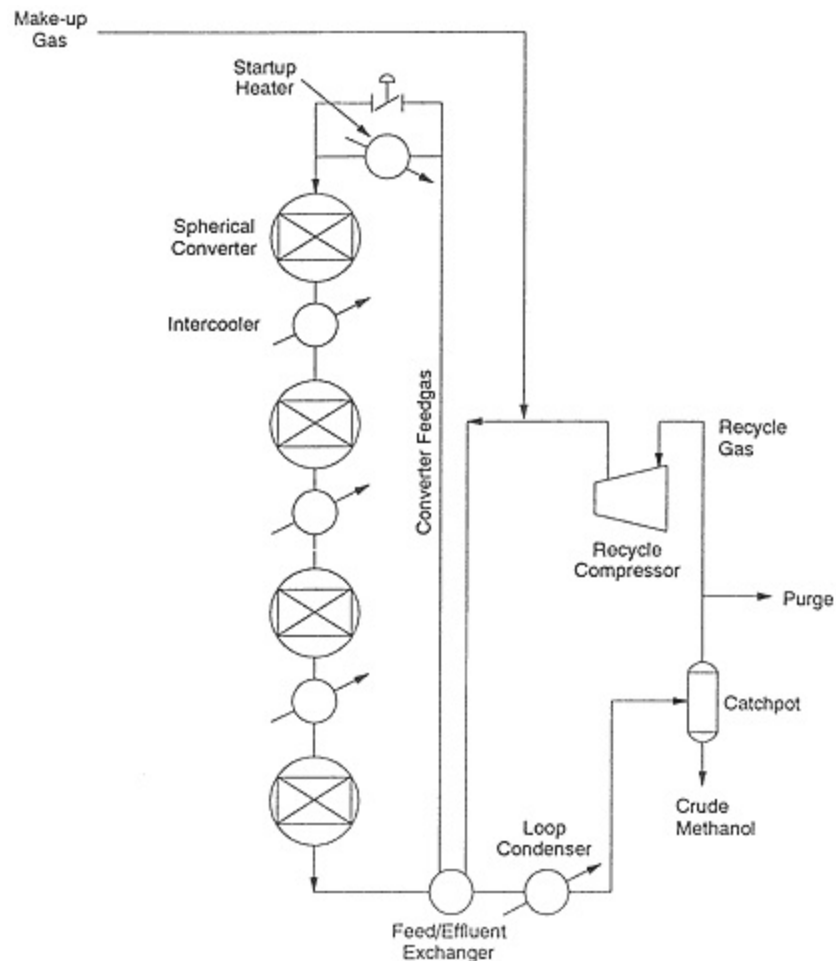 Make-up
Gas
Startup
Heater
Spherical
Converter
Intercooler
Converter Feedgas
Recycle
Gas
Recycle
Compressor
Purge
Catchpot
Crude
Methanol
Loop
Condenser
Feed/Effluent
Exchanger